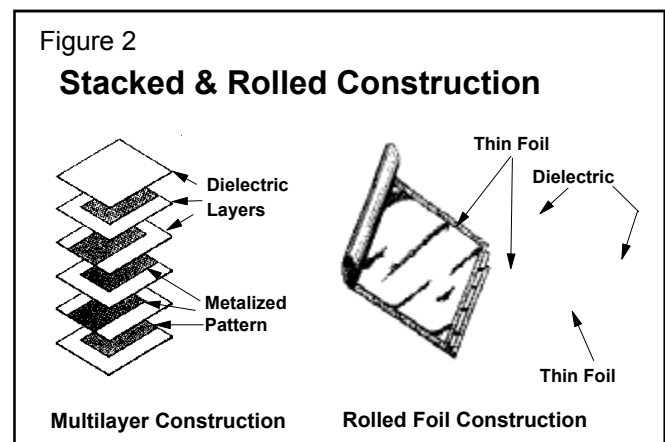 Figure 2
Stacked & Rolled Construction
Thin Foil
Dielectric
Layers
Dielectric
Metalized
Pattern
Thin Foil
Multilayer Construction
Rolled Foil Construction